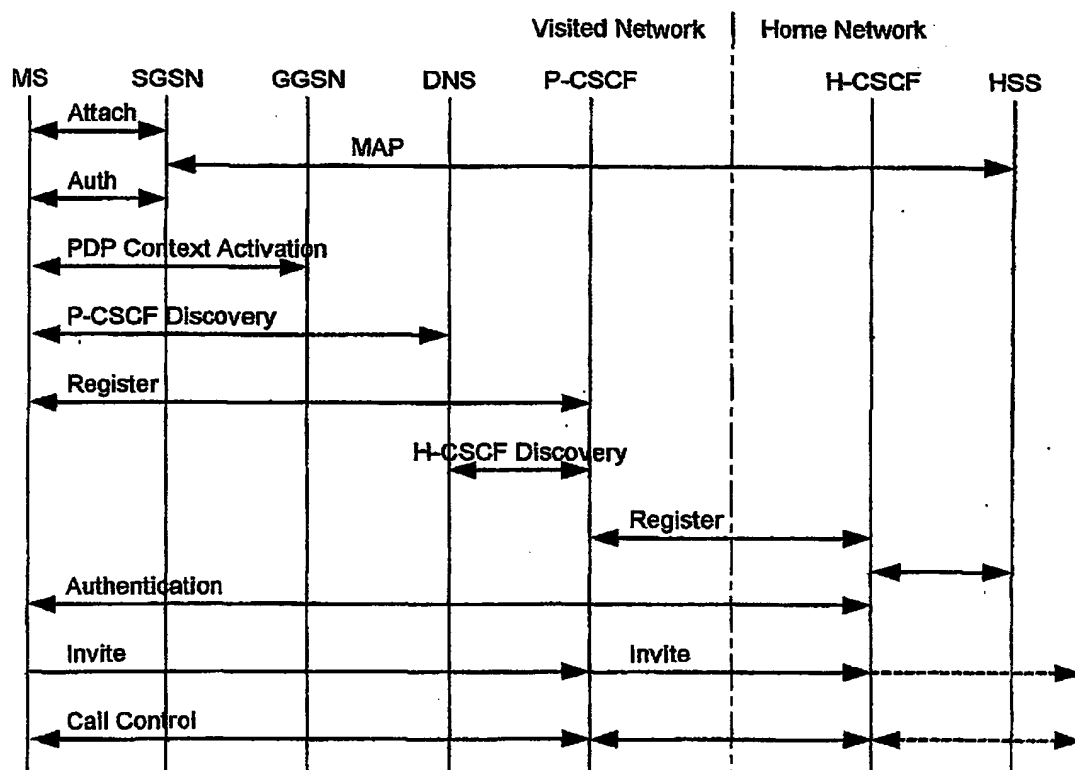 Visited Network Home Network
MS SGSN GGSN DNS P-CSCF H-CSCF HSS
Attach
MAP
Auth
PDP Context Activation
P-CSCF Discovery
Register
H-CSCF Discovery
Register
Authentication
Invite Invite
Call Control